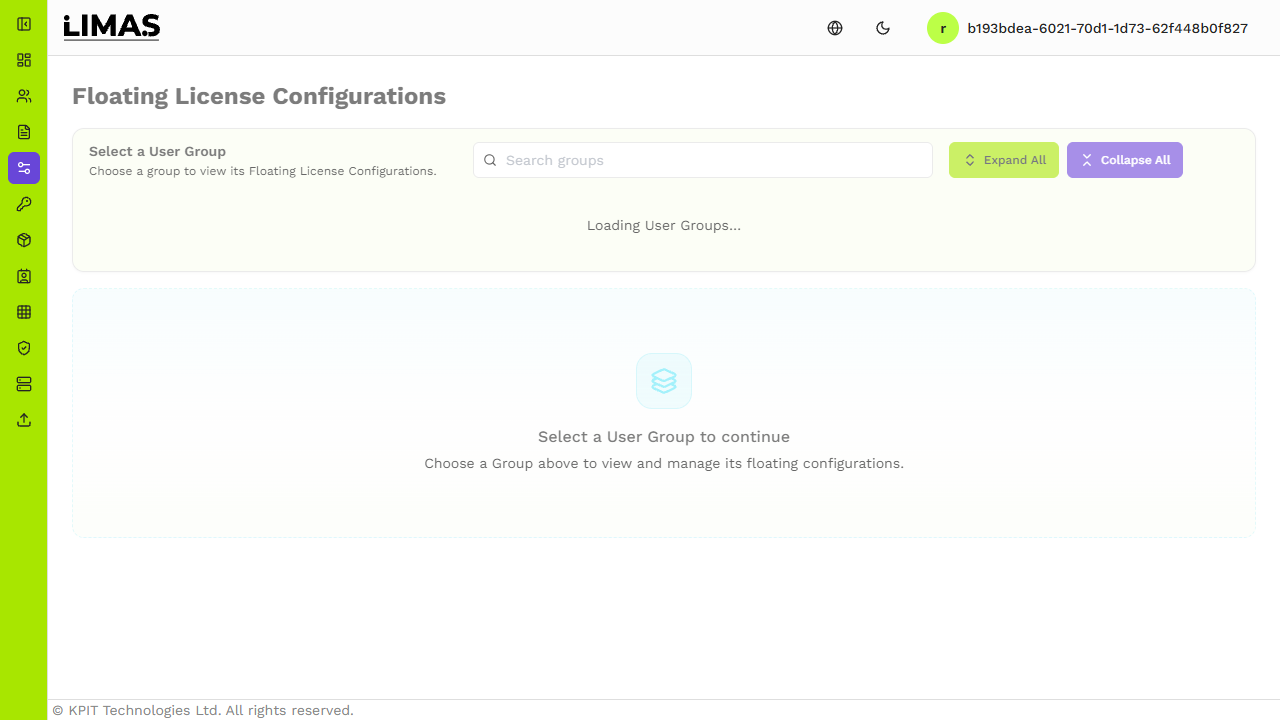 LIMAS
r
b193bdea-6021-70d1-1d73-62f448b0f827
Floating License Configurations
Select a User Group
Choose a group to view its Floating License Configurations.
Search groups
Expand All
Collapse All
Loading User Groups...
Select a User Group to continue
Choose a Group above to view and manage its floating configurations.
© KPIT Technologies Ltd. All rights reserved.